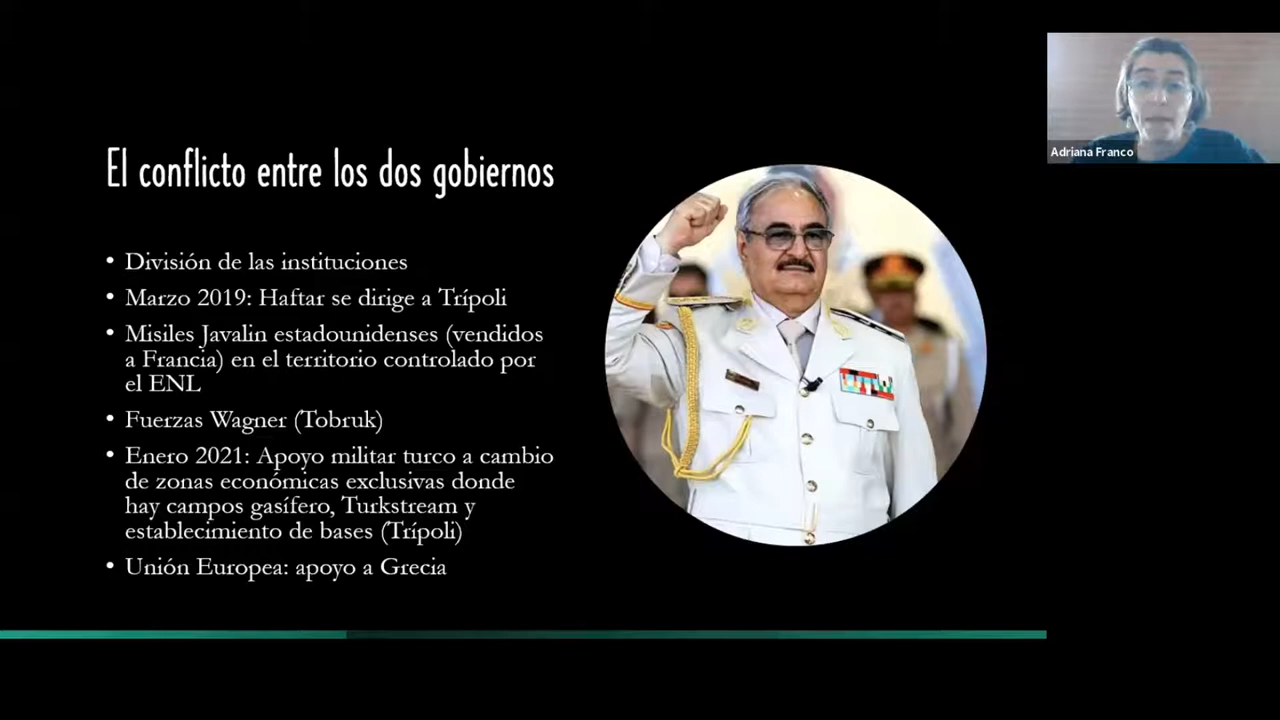 El conflicto entre los dos gobiernos
• División de las instituciones
• Marzo 2019: Haftar se dirige a Trípoli
• Misiles Javalin estadounidenses (vendidos
a Francia) en el territorio controlado por
el ENL
• Fuerzas Wagner (Tobruk)
• Enero 2021: Apoyo militar turco a cambio
de zonas económicas exclusivas donde
hay campos gasífero, Turkstream y
establecimiento de bases (Trípoli)
• Unión Europea: apoyo a Grecia
Adriana Franco